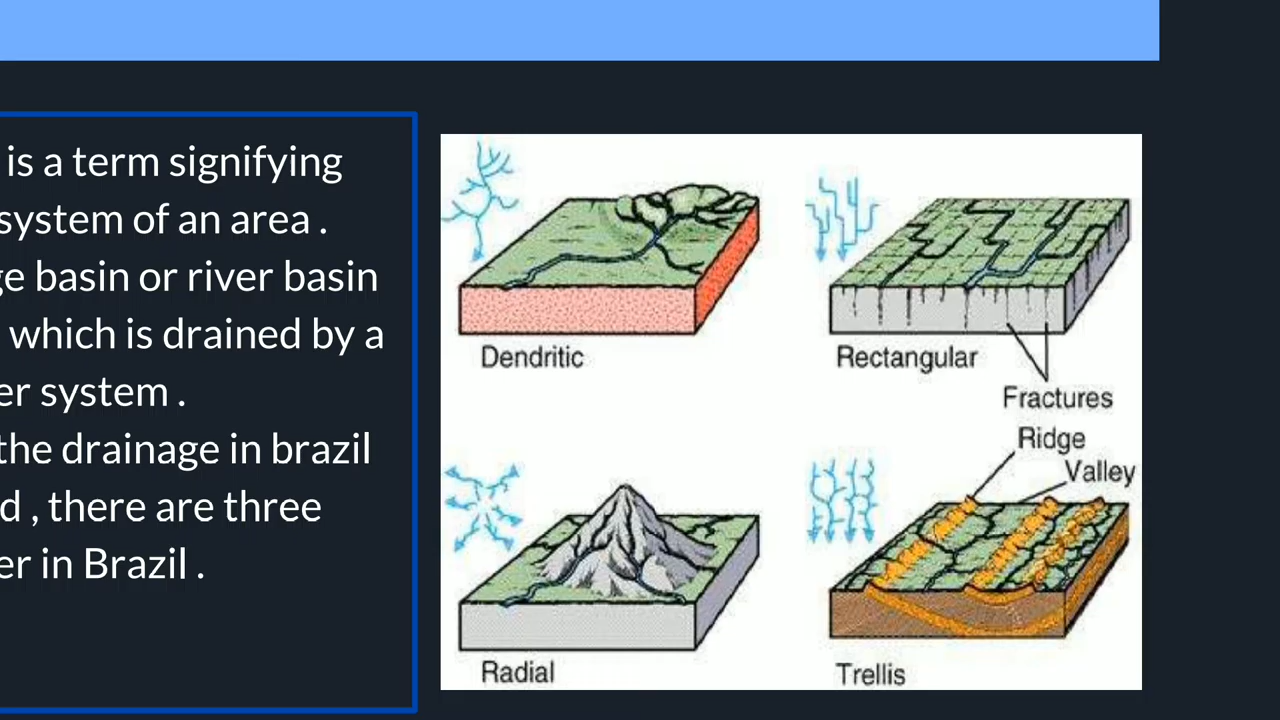 is a term signifying
system of an area .
ge basin or river basin
which is drained by a
er system .
the drainage in brazil
d , there are three
er in Brazil .
Dendritic
Rectangular
Fractures
Ridge
Valley
Radial
Trellis